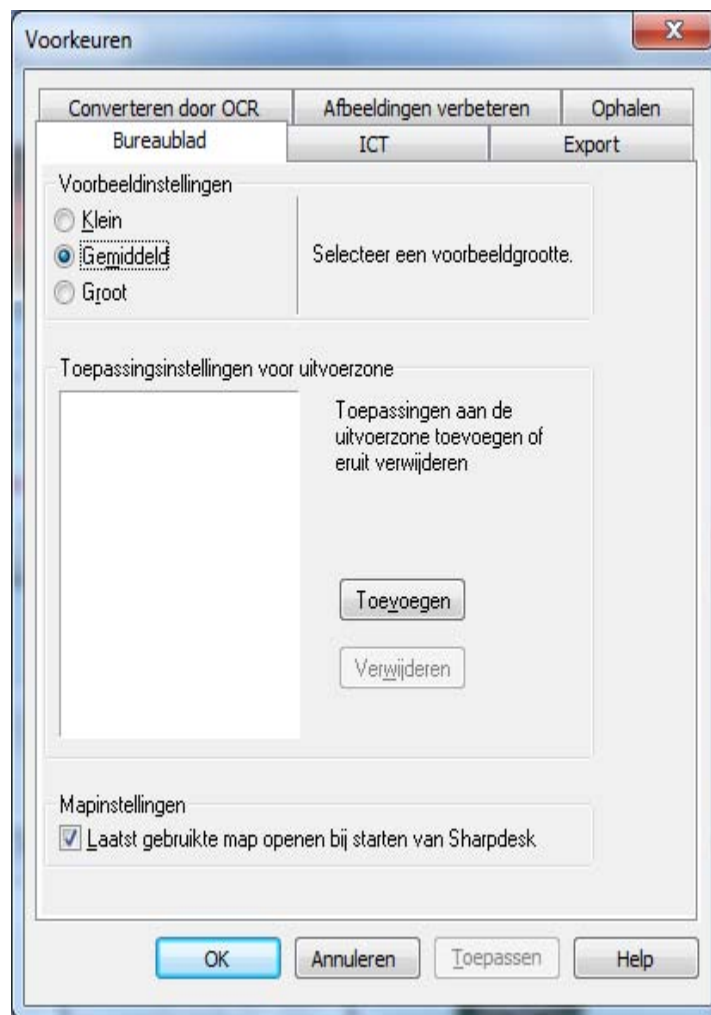 Voorkeuren
Converteren door OCR
Afbeeldingen verbeteren
Ophalen
Bureaublad
ICT
Export
Voorbeeldinstellingen
Klein
Gemiddeld
Groot
Selecteer een voorbeeldgrootte.
Toepassingsinstellingen voor uitvoerzone
Toepassingen aan de
uitvoerzone toevoegen of
eruit verwijderen
Toevoegen
Verwijderen
Mapinstellingen
Laatst gebruikte map openen bij starten van Sharpdesk
OK
Annuleren
Toepassen
Help